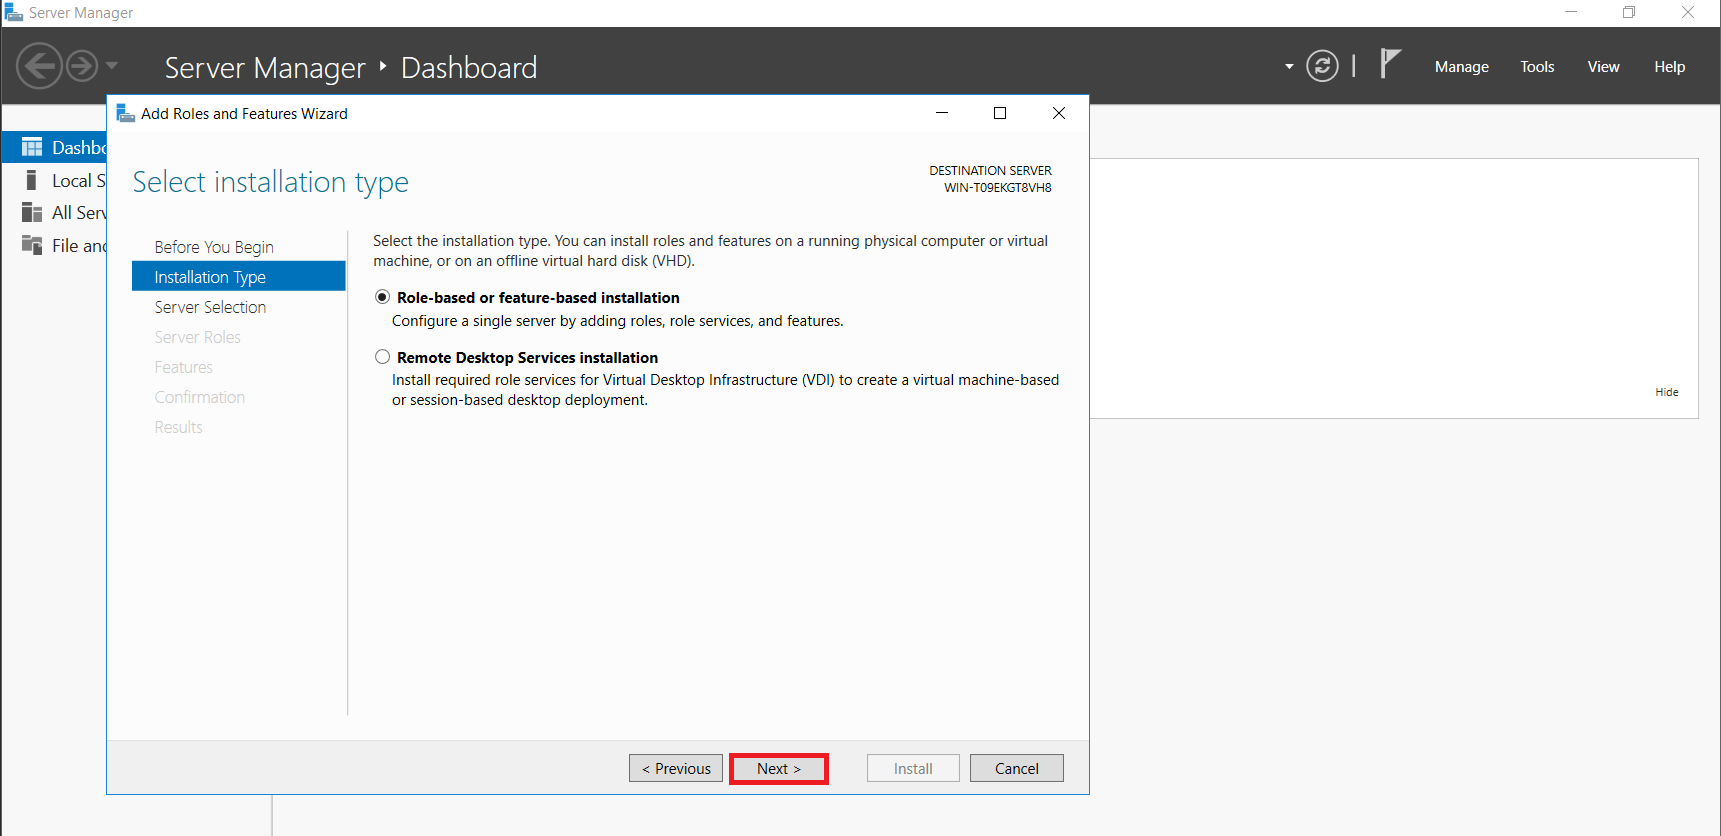 Server Manager
Server Manager ‣ Dashboard
Manage Tools View Help
Add Roles and Features Wizard
Dashbo
Local S
All Serv
File and
Select installation type
DESTINATION SERVER
WIN-T09EKGT8VH8
Before You Begin
Installation Type
Server Selection
Server Roles
Features
Confirmation
Results
Select the installation type. You can install roles and features on a running physical computer or virtual
machine, or on an offline virtual hard disk (VHD).
Role-based or feature-based installation
Configure a single server by adding roles, role services, and features.
Remote Desktop Services installation
Install required role services for Virtual Desktop Infrastructure (VDI) to create a virtual machine-based
or session-based desktop deployment.
Hide
< Previous Next > Install Cancel